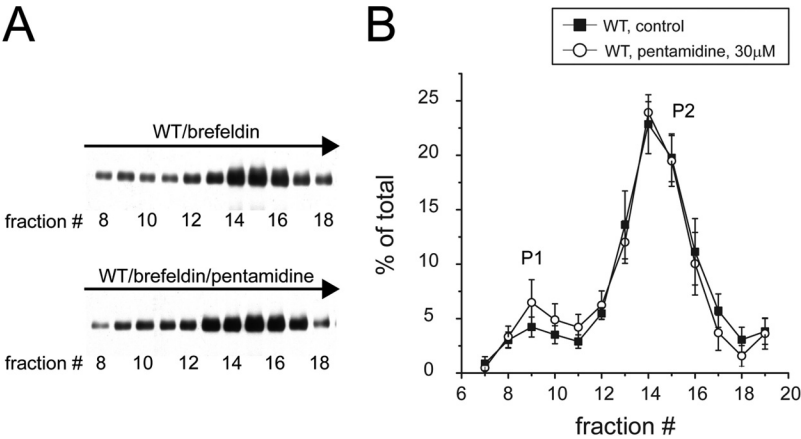 A
WT/brefeldin
fraction # 8 10 12 14 16 18
WT/brefeldin/pentamidine
fraction # 8 10 12 14 16 18
B
WT, control
WT, pentamidine, 30μM
P1
P2
% of total
25
20
15
10
5
0
6 8 10 12 14 16 18 20
fraction #